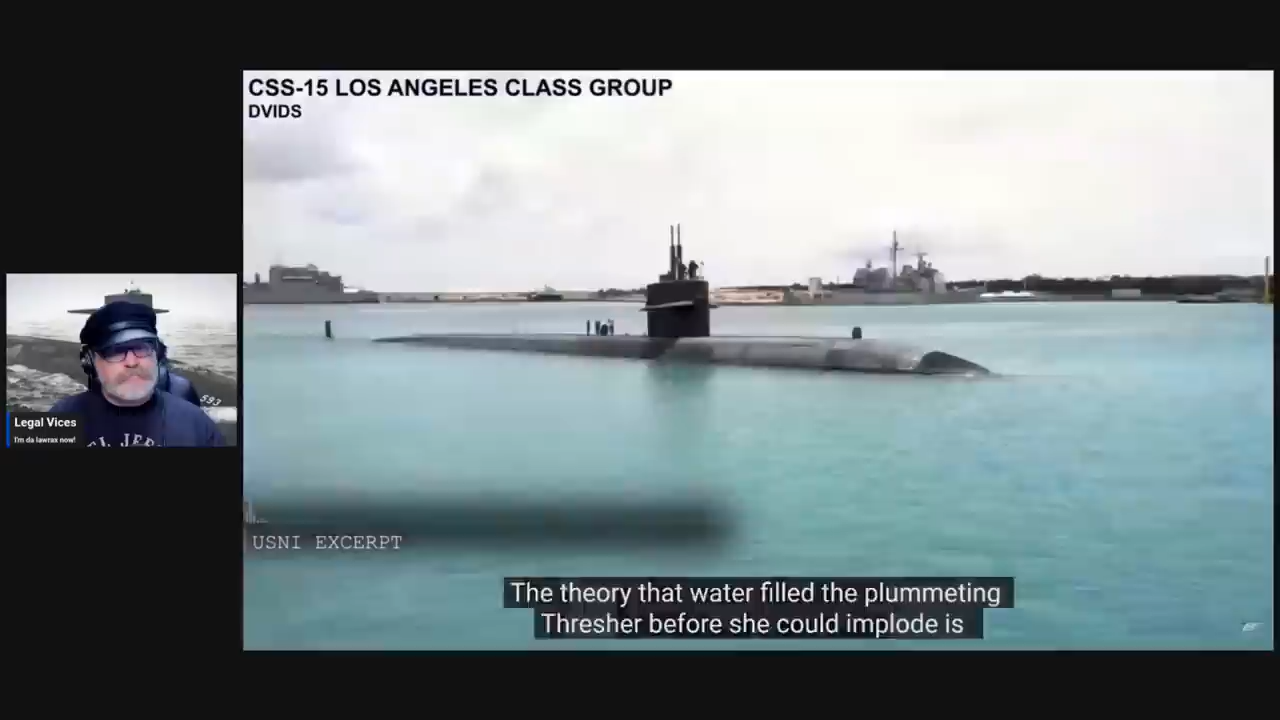 CSS-15 LOS ANGELES CLASS GROUP
DVIDS
593
Legal Vices
I'm da lawrax now!
USNI EXCERPT
The theory that water filled the plummeting
Thresher before she could implode is